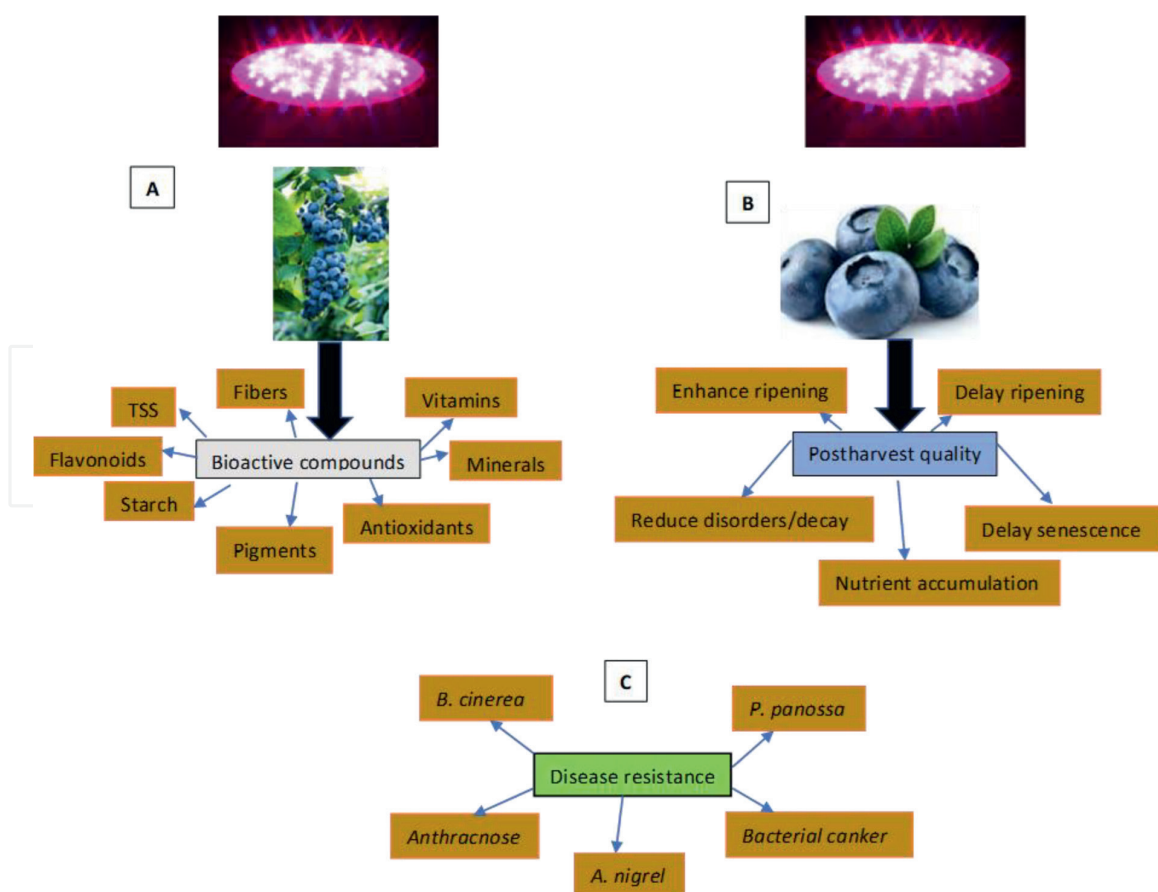 A
B
Fibers
Vitamins
TSS
Flavonoids
Bioactive compounds
Minerals
Starch
Antioxidants
Pigments
Enhance ripening
Delay ripening
Postharvest quality
Reduce disorders/decay
Delay senescence
Nutrient accumulation
C
B. cinerea
P. panossa
Disease resistance
Anthracnose
Bacterial canker
A. nigrel